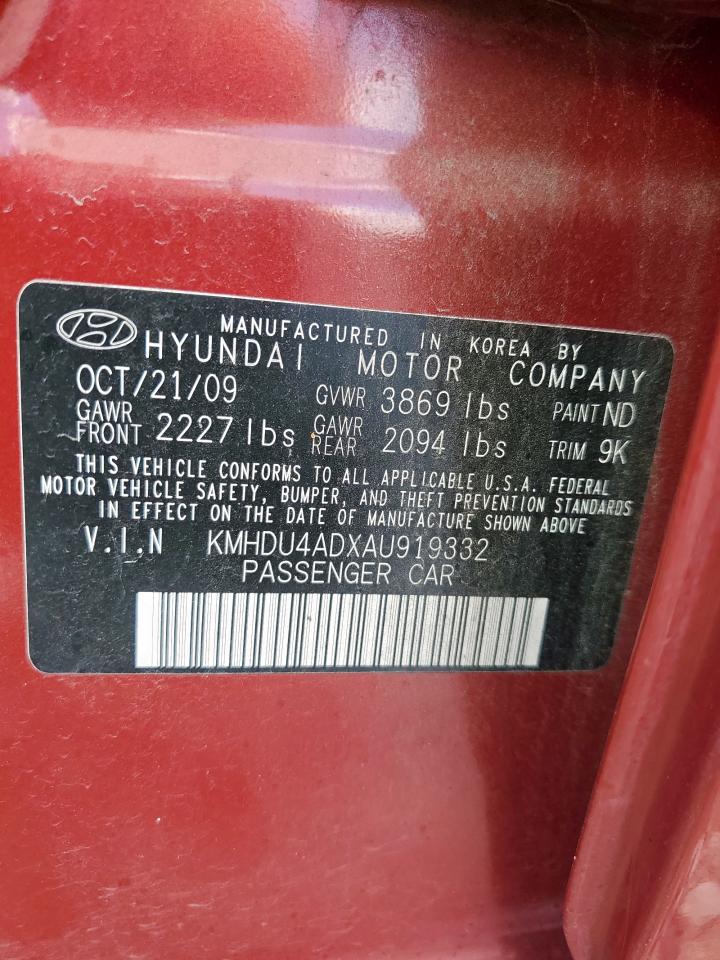 MANUFACTURED IN KOREA BY
HYUNDAI MOTOR COMPANY
OCT/21/09 GVWR 3869 lbs PAINT ND
GAWR FRONT 2227 lbs GAWR REAR 2094 lbs TRIM 9K
THIS VEHICLE CONFORMS TO ALL APPLICABLE U.S.A. FEDERAL
MOTOR VEHICLE SAFETY, BUMPER, AND THEFT PREVENTION STANDARDS
IN EFFECT ON THE DATE OF MANUFACTURE SHOWN ABOVE
V.I.N KMHDU4ADXAU919332
PASSENGER CAR